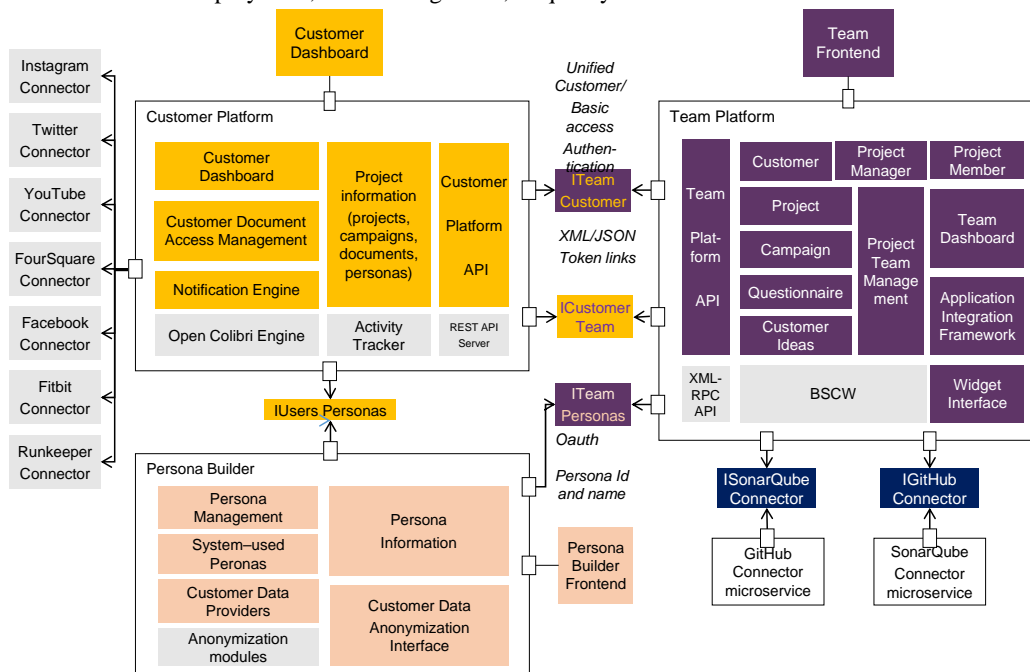 Customer
Dashboard
Team
Frontend
Instagram
Connector
Twitter
Connector
YouTube
Connector
FourSquare
Connector
Facebook
Connector
Fitbit
Connector
Runkeeper
Connector
Customer Platform
Customer
Dashboard
Customer Document
Access Management
Notification Engine
Open Colibri Engine
Project
information
(projects,
campaigns,
documents,
personas)
Activity
Tracker
Customer
Platform
API
REST API
Server
Unified
Customer/
Basic
access
Authen-
tication
ITeam
Customer
XML/JSON
Token links
ICustomer
Team
ITeam
Personas
Oauth
Persona Id
and name
Team Platform
Team
Plat-
form
API
Customer
Project
Manager
Project
Member
Project
Campaign
Questionnaire
Customer
Ideas
Project
Team
Manage
ment
Team
Dashboard
Application
Integration
Framework
XML-
RPC
API
BSCW
Widget
Interface
IUsers Personas
Persona Builder
Persona
Management
System–used
Peronas
Customer Data
Providers
Anonymization
modules
Persona
Information
Customer Data
Anonymization
Interface
Persona
Builder
Frontend
ISonarQube
Connector
IGitHub
Connector
GitHub
Connector
microservice
SonarQube
Connector
microservice